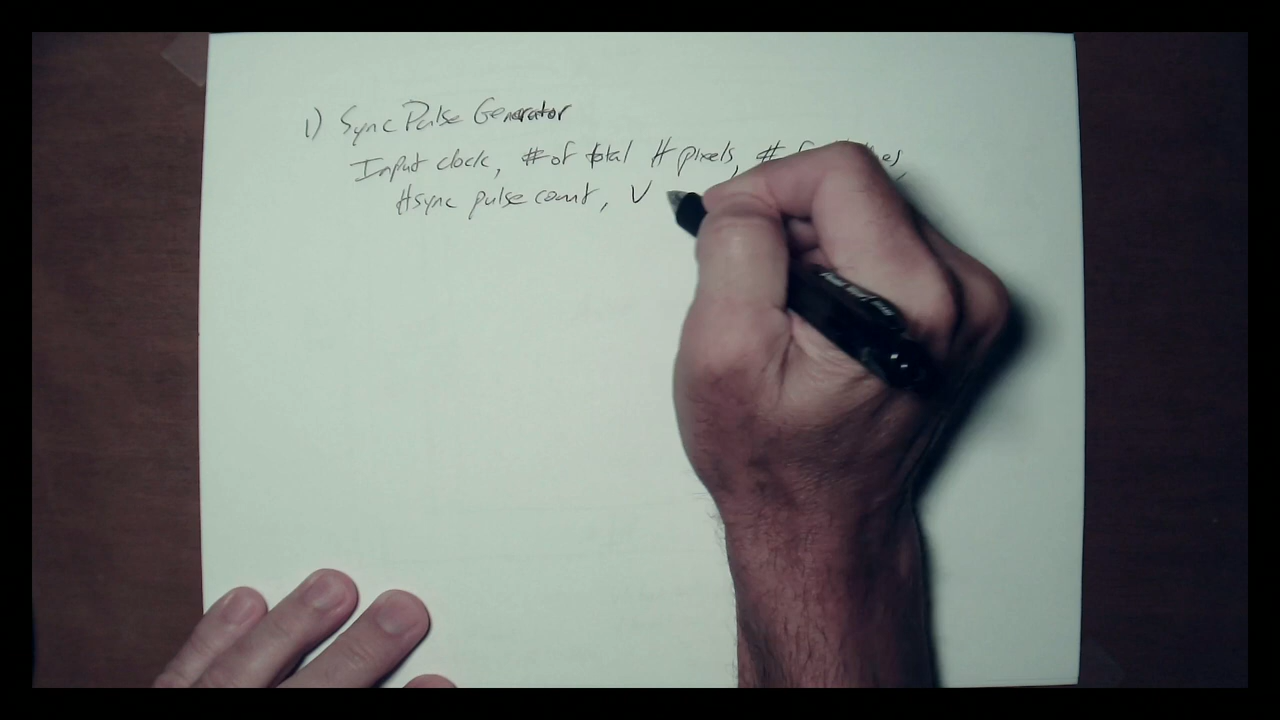 1) Sync Pulse Generator
Input clock, # of total H pixels, #
Hsync pulse count, V